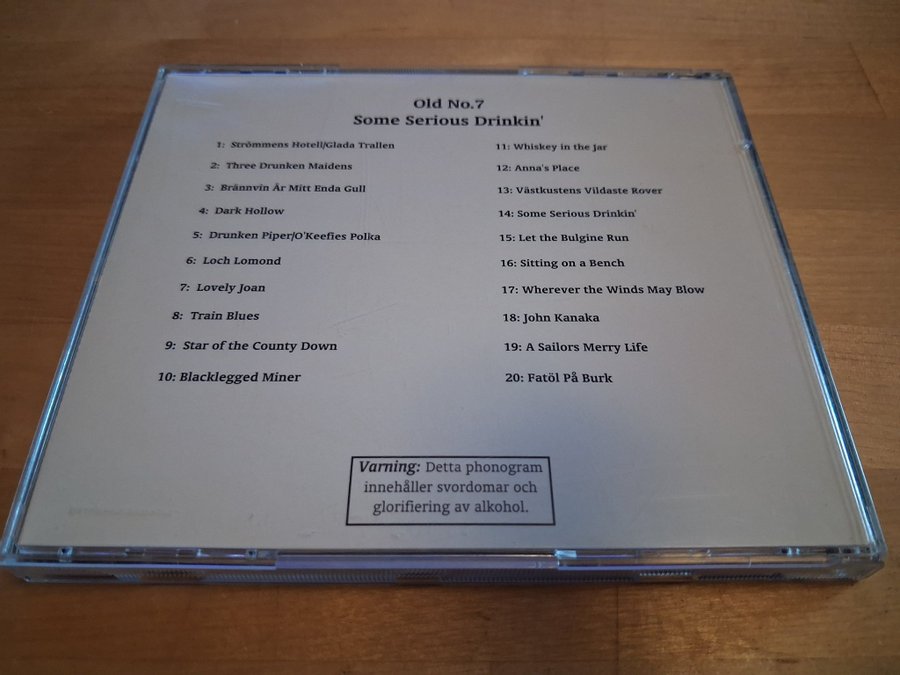 Old No.7
Some Serious Drinkin'
1: Strömmens Hotell/Glada Trallen
2: Three Drunken Maidens
3: Brännvin Är Mitt Enda Gull
4: Dark Hollow
5: Drunken Piper/O'Keefies Polka
6: Loch Lomond
7: Lovely Joan
8: Train Blues
9: Star of the County Down
10: Blacklegged Miner
11: Whiskey in the Jar
12: Anna's Place
13: Västkustens Vildaste Rover
14: Some Serious Drinkin'
15: Let the Bulgine Run
16: Sitting on a Bench
17: Wherever the Winds May Blow
18: John Kanaka
19: A Sailors Merry Life
20: Fatöl På Burk
Varning: Detta phonogram
innehåller svordomar och
glorifiering av alkohol.